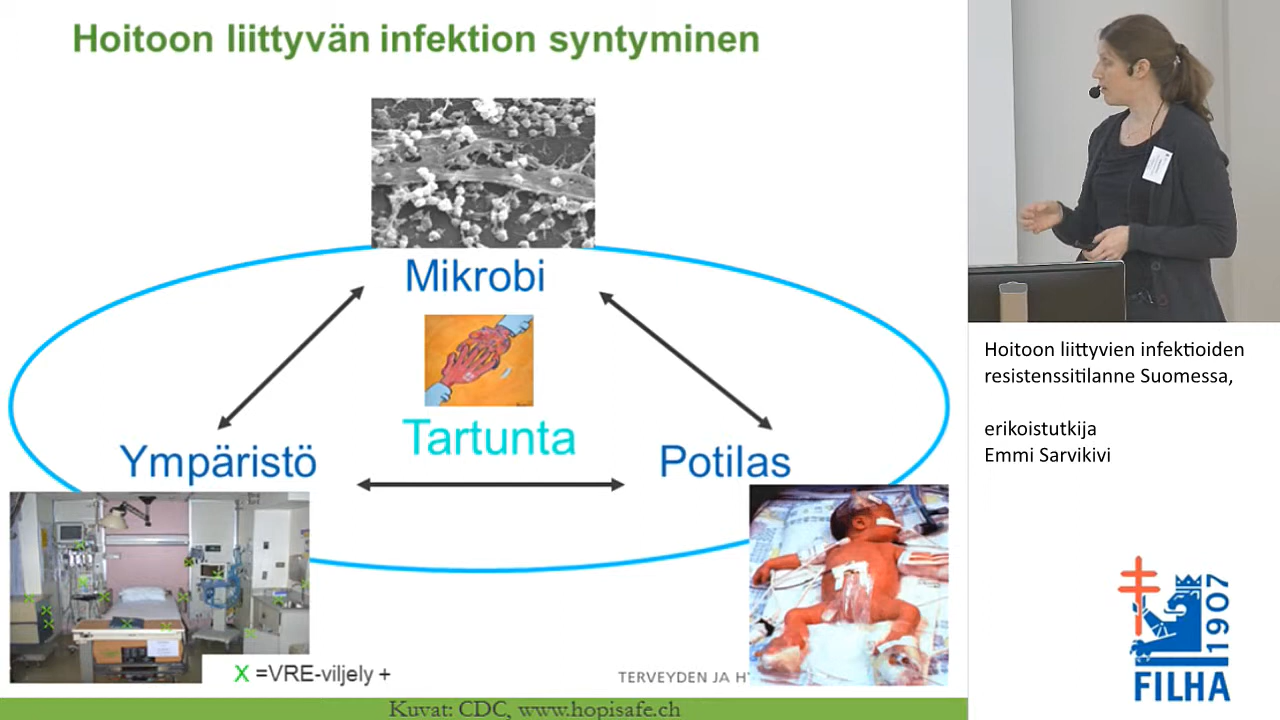 Hoitoon liittyvän infektion syntyminen
Mikrobi
Tartunta
Ympäristö
Potilas
X =VRE-viljely +
TERVEYDEN JA
Kuvat: CDC, www.hopisafe.ch
Hoitoon liittyvien infektioiden
resistenssitilanne Suomessa,
erikoistutkija
Emmi Sarvikivi
1907
FILHA